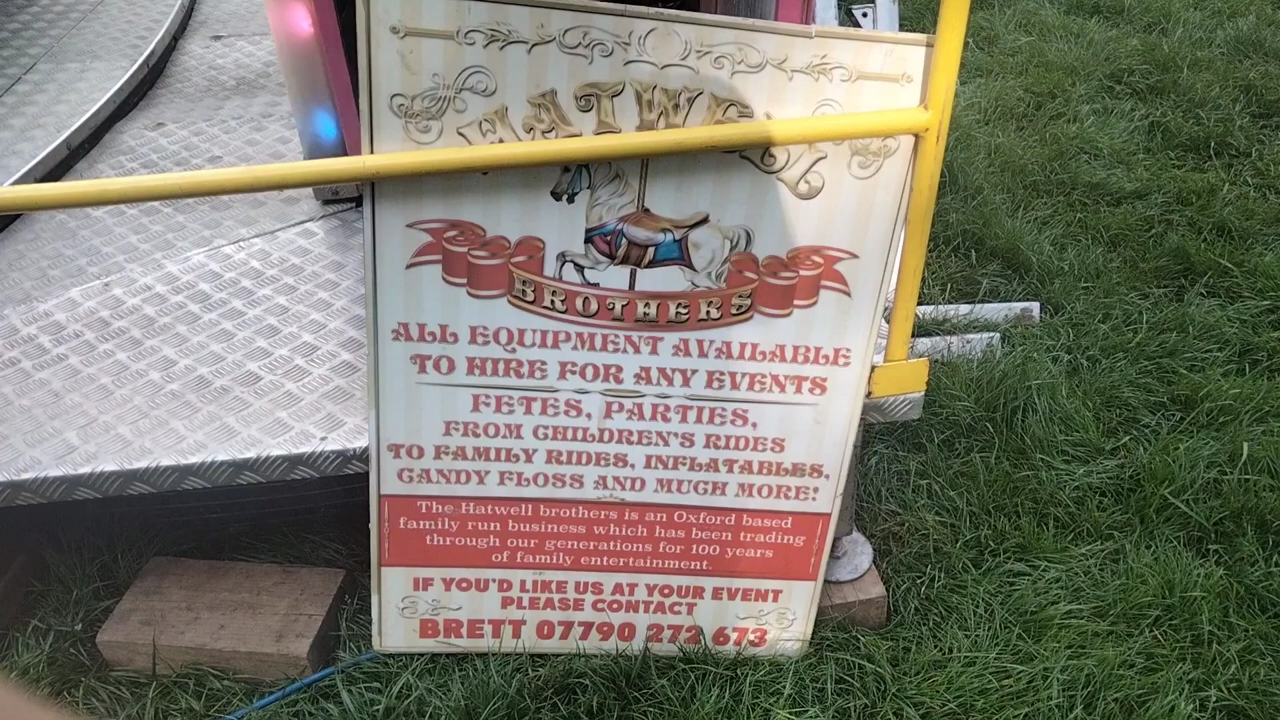 HATWELL
BROTHERS
ALL EQUIPMENT AVAILABLE
TO HIRE FOR ANY EVENTS
FETES, PARTIES,
FROM CHILDREN'S RIDES
TO FAMILY RIDES, INFLATABLES,
CANDY FLOSS AND MUCH MORE!
The Hatwell brothers is an Oxford based
family run business which has been trading
through our generations for 100 years
of family entertainment.
IF YOU'D LIKE US AT YOUR EVENT
PLEASE CONTACT
BRETT 07790 272 673